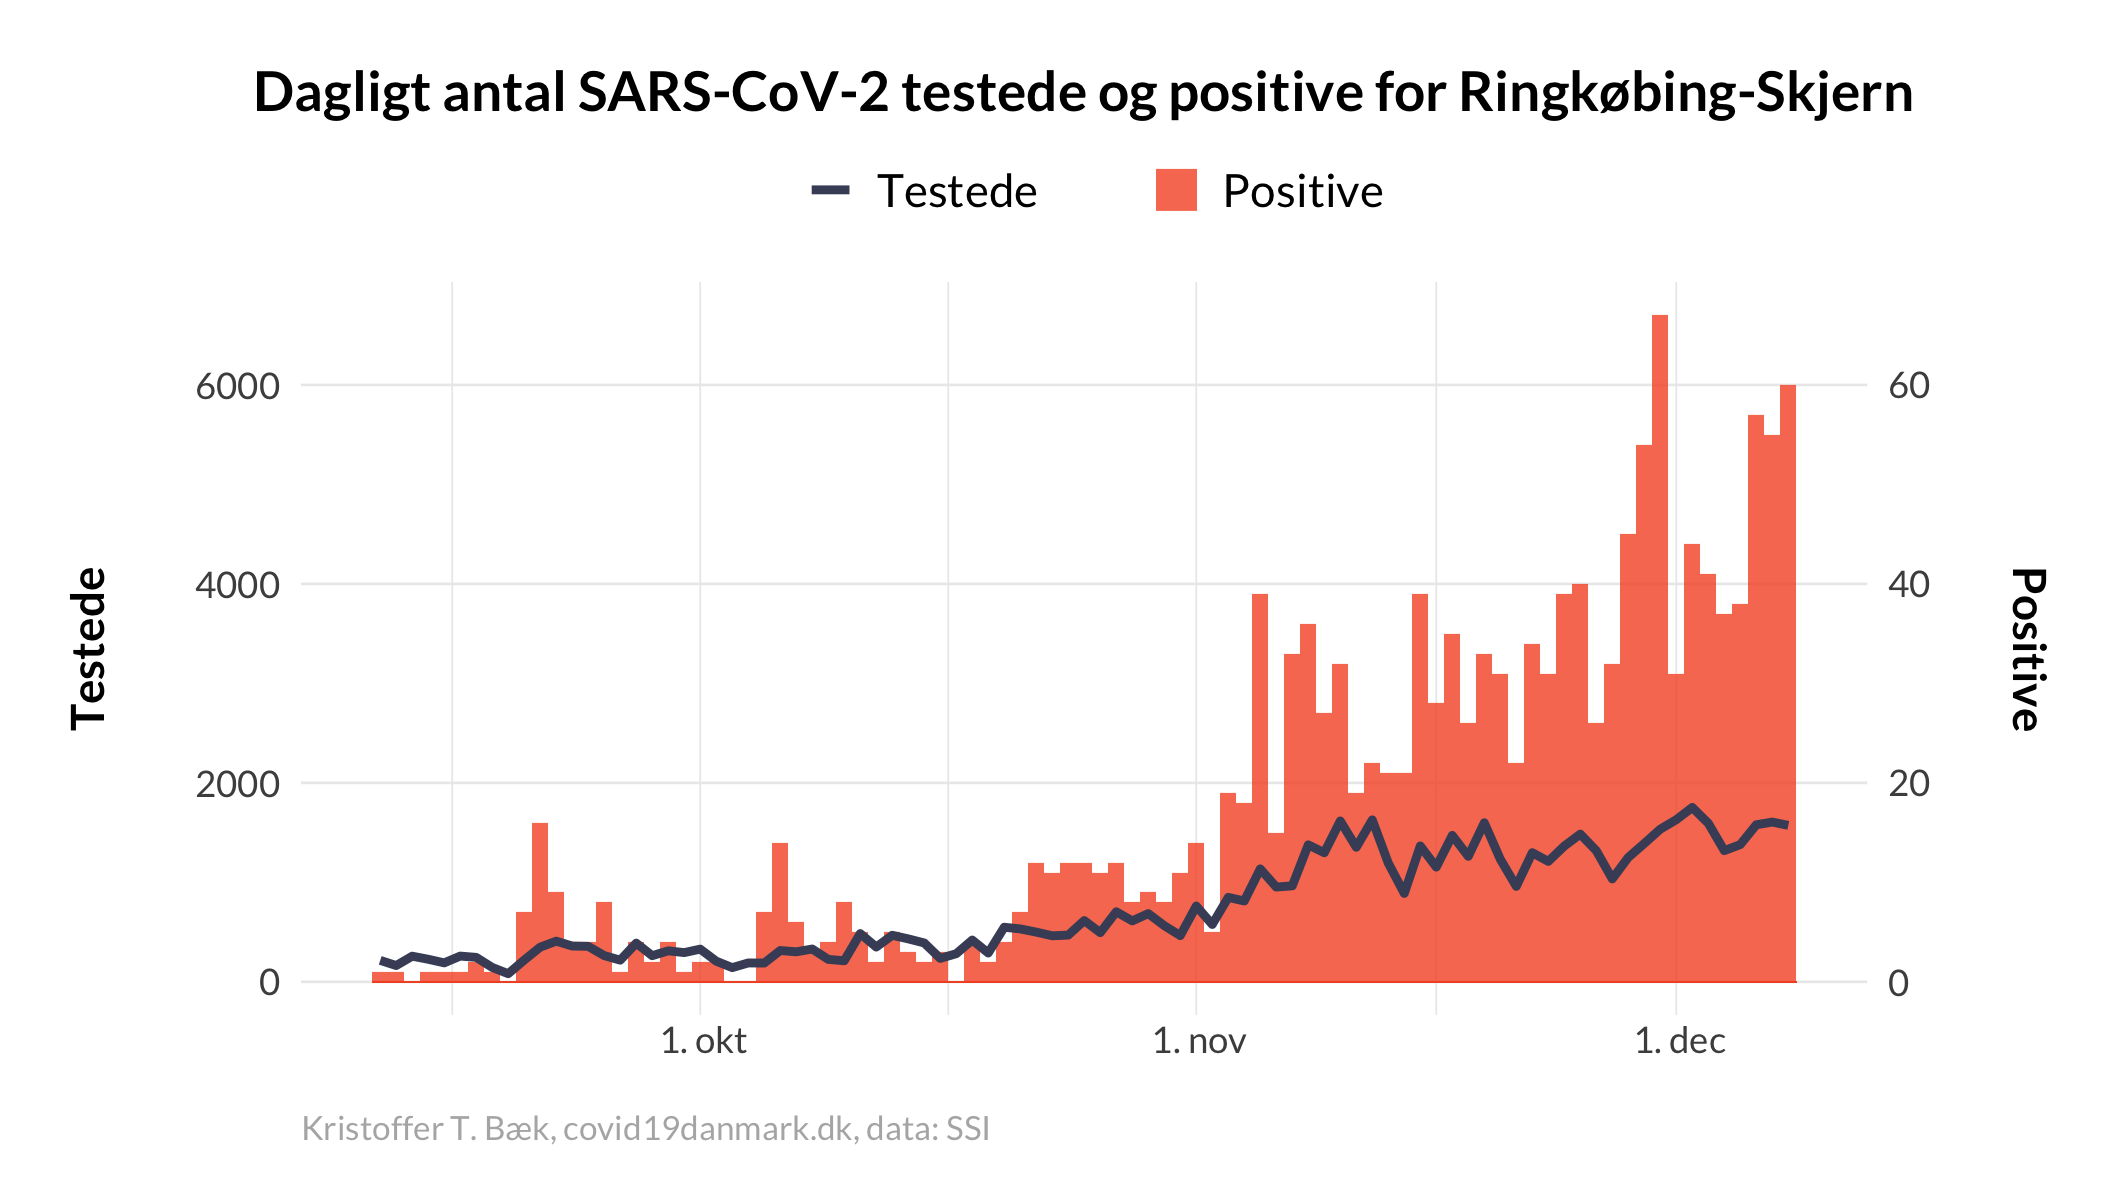 Dagligt antal SARS-CoV-2 testede og positive for Ringkøbing-Skjern
Testede
Positive
6000
4000
2000
0
Testede
60
40
20
0
Positive
1. okt
1. nov
1. dec
Kristoffer T. Bæk, covid19danmark.dk, data: SSI